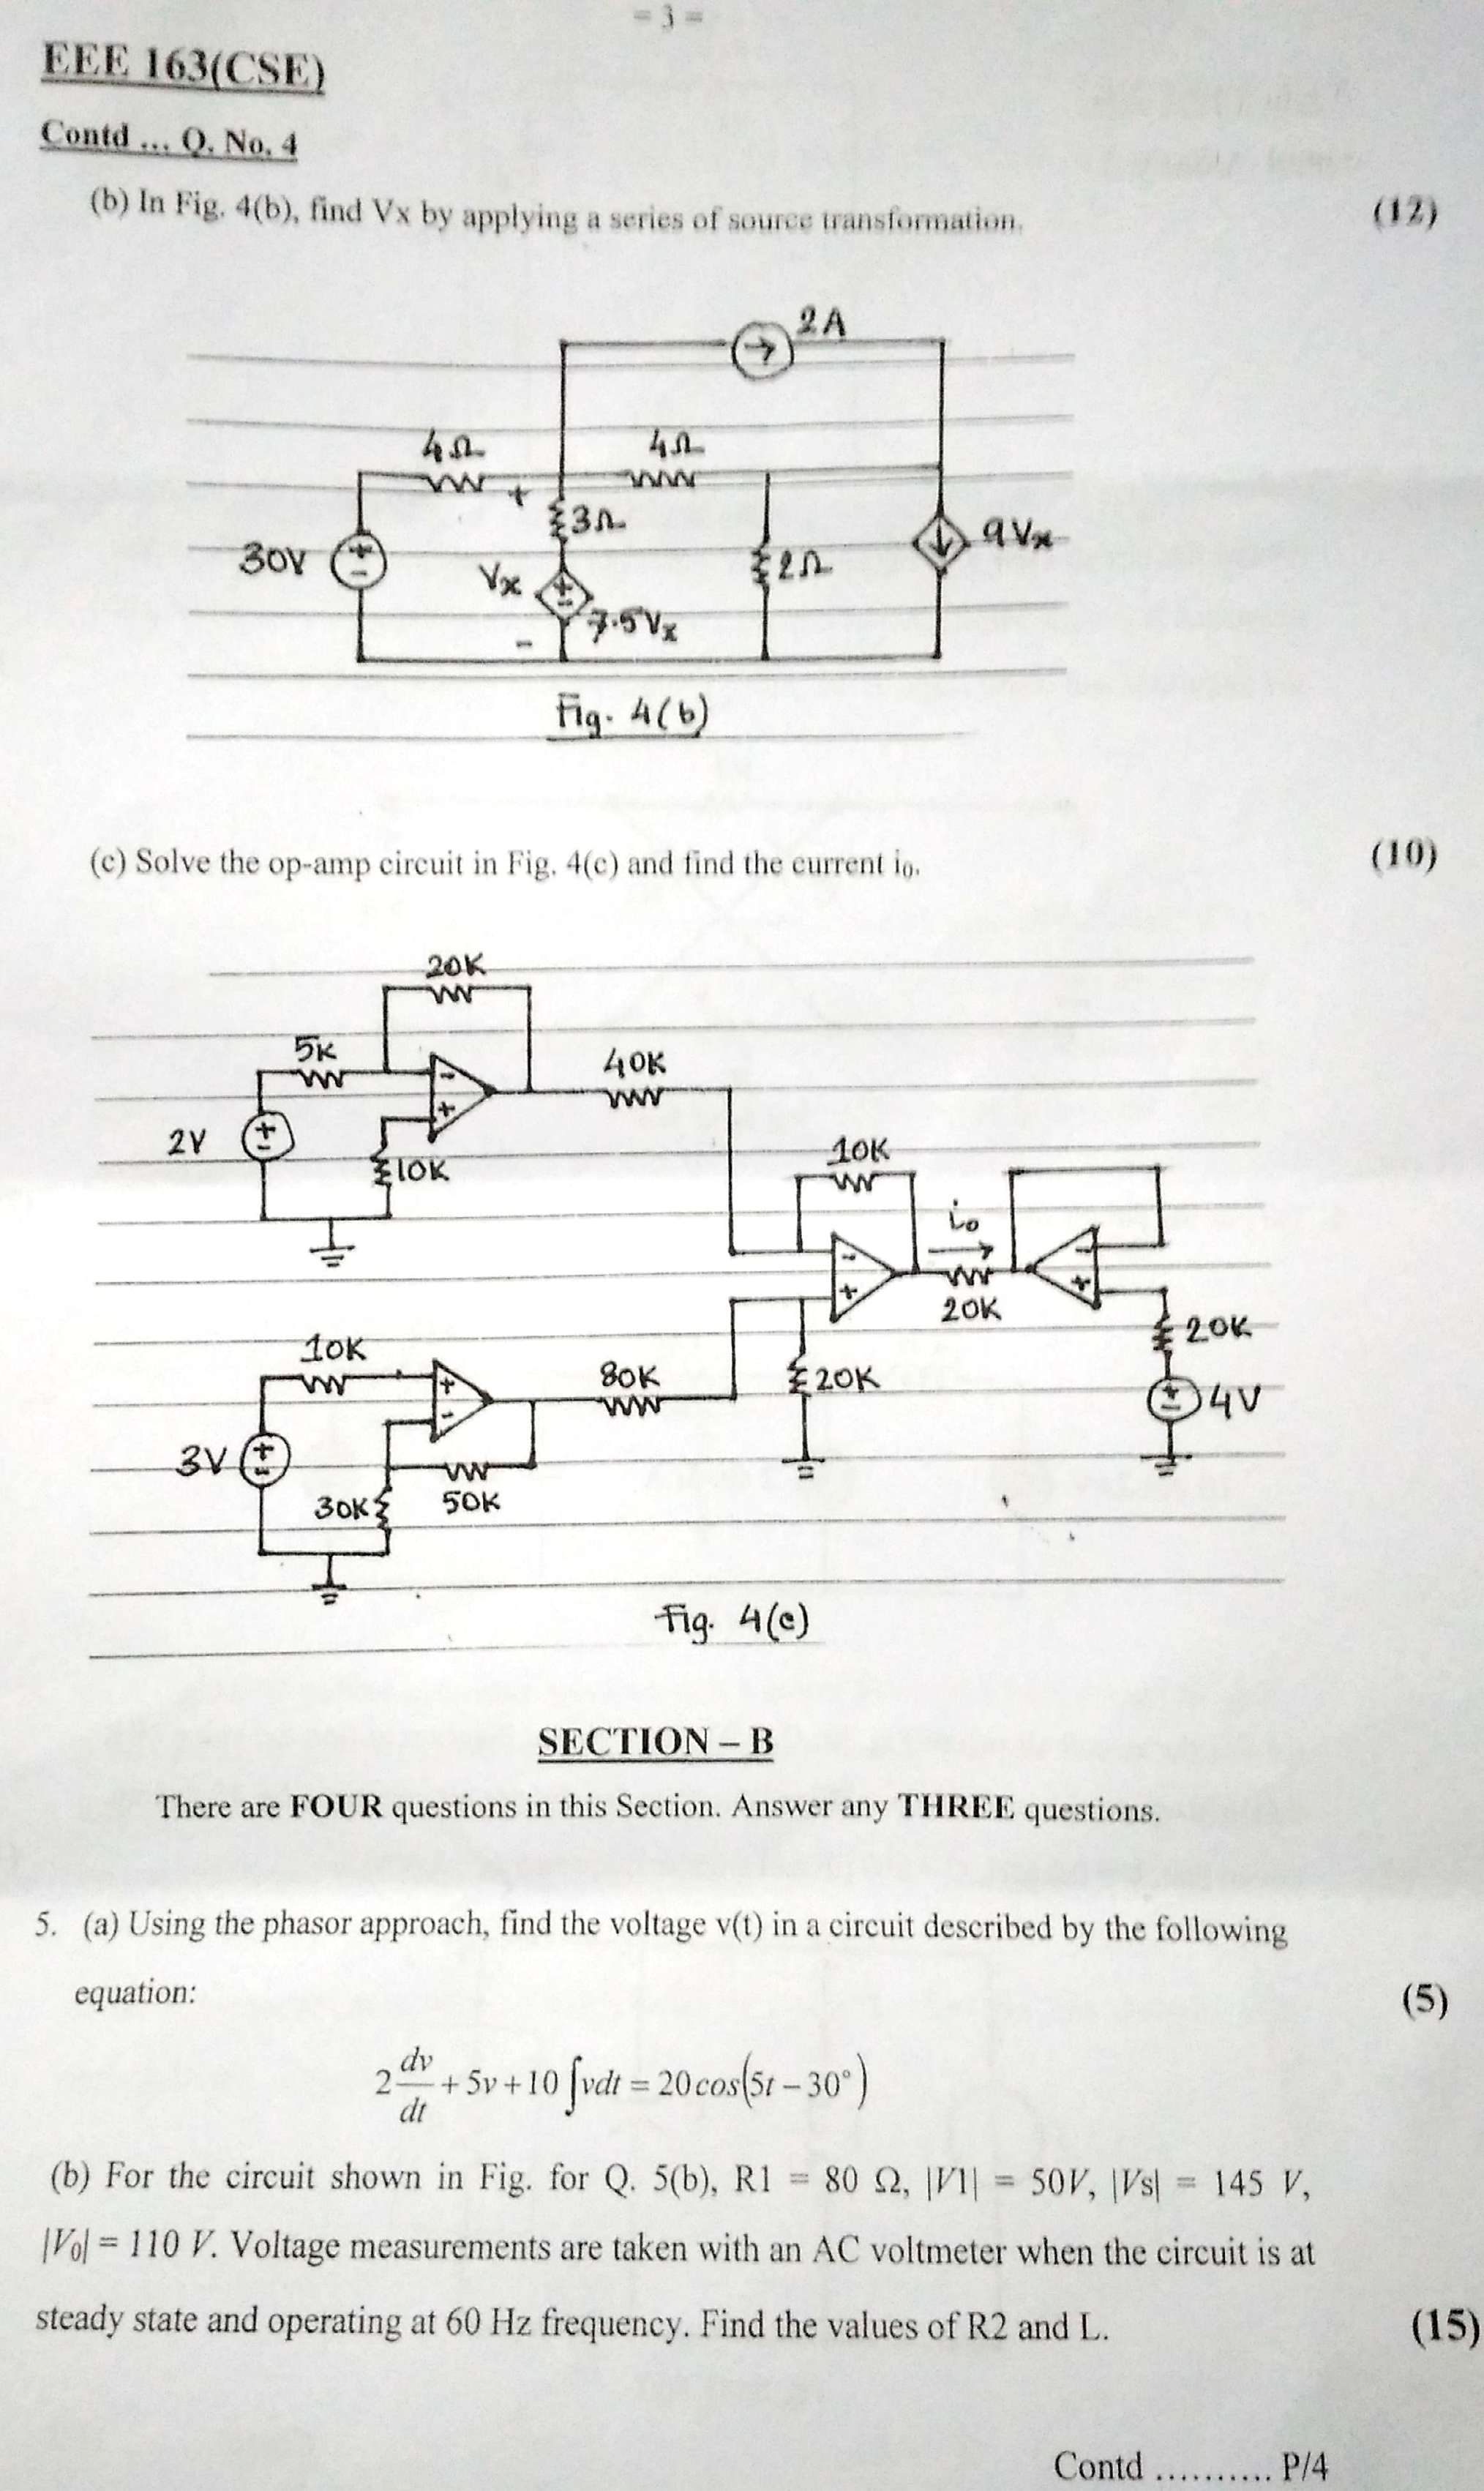 = 3 =
EEE 163(CSE)
Contd ... Q. No. 4
(b) In Fig. 4(b), find Vx by applying a series of source transformation. (12)
2A
4Ω 4Ω
+
3Ω
30V + - Vx + - 2Ω 9Vx
7.5Vx
-
Fig. 4(b)
(c) Solve the op-amp circuit in Fig. 4(c) and find the current i₀. (10)
20K
5K 40K
-
+
2V + -
10K 10K
i₀
- -
+ +
20K
10K 20K
+ 80K 20K
- + - 4V
3V + -
30K 50K
Fig. 4(c)
SECTION – B
There are FOUR questions in this Section. Answer any THREE questions.
5. (a) Using the phasor approach, find the voltage v(t) in a circuit described by the following
equation: (5)
2 dv/dt + 5v + 10 ∫vdt = 20 cos(5t – 30°)
(b) For the circuit shown in Fig. for Q. 5(b), R1 = 80 Ω, |V1| = 50V, |Vs| = 145 V,
|V₀| = 110 V. Voltage measurements are taken with an AC voltmeter when the circuit is at
steady state and operating at 60 Hz frequency. Find the values of R2 and L. (15)
Contd .......... P/4